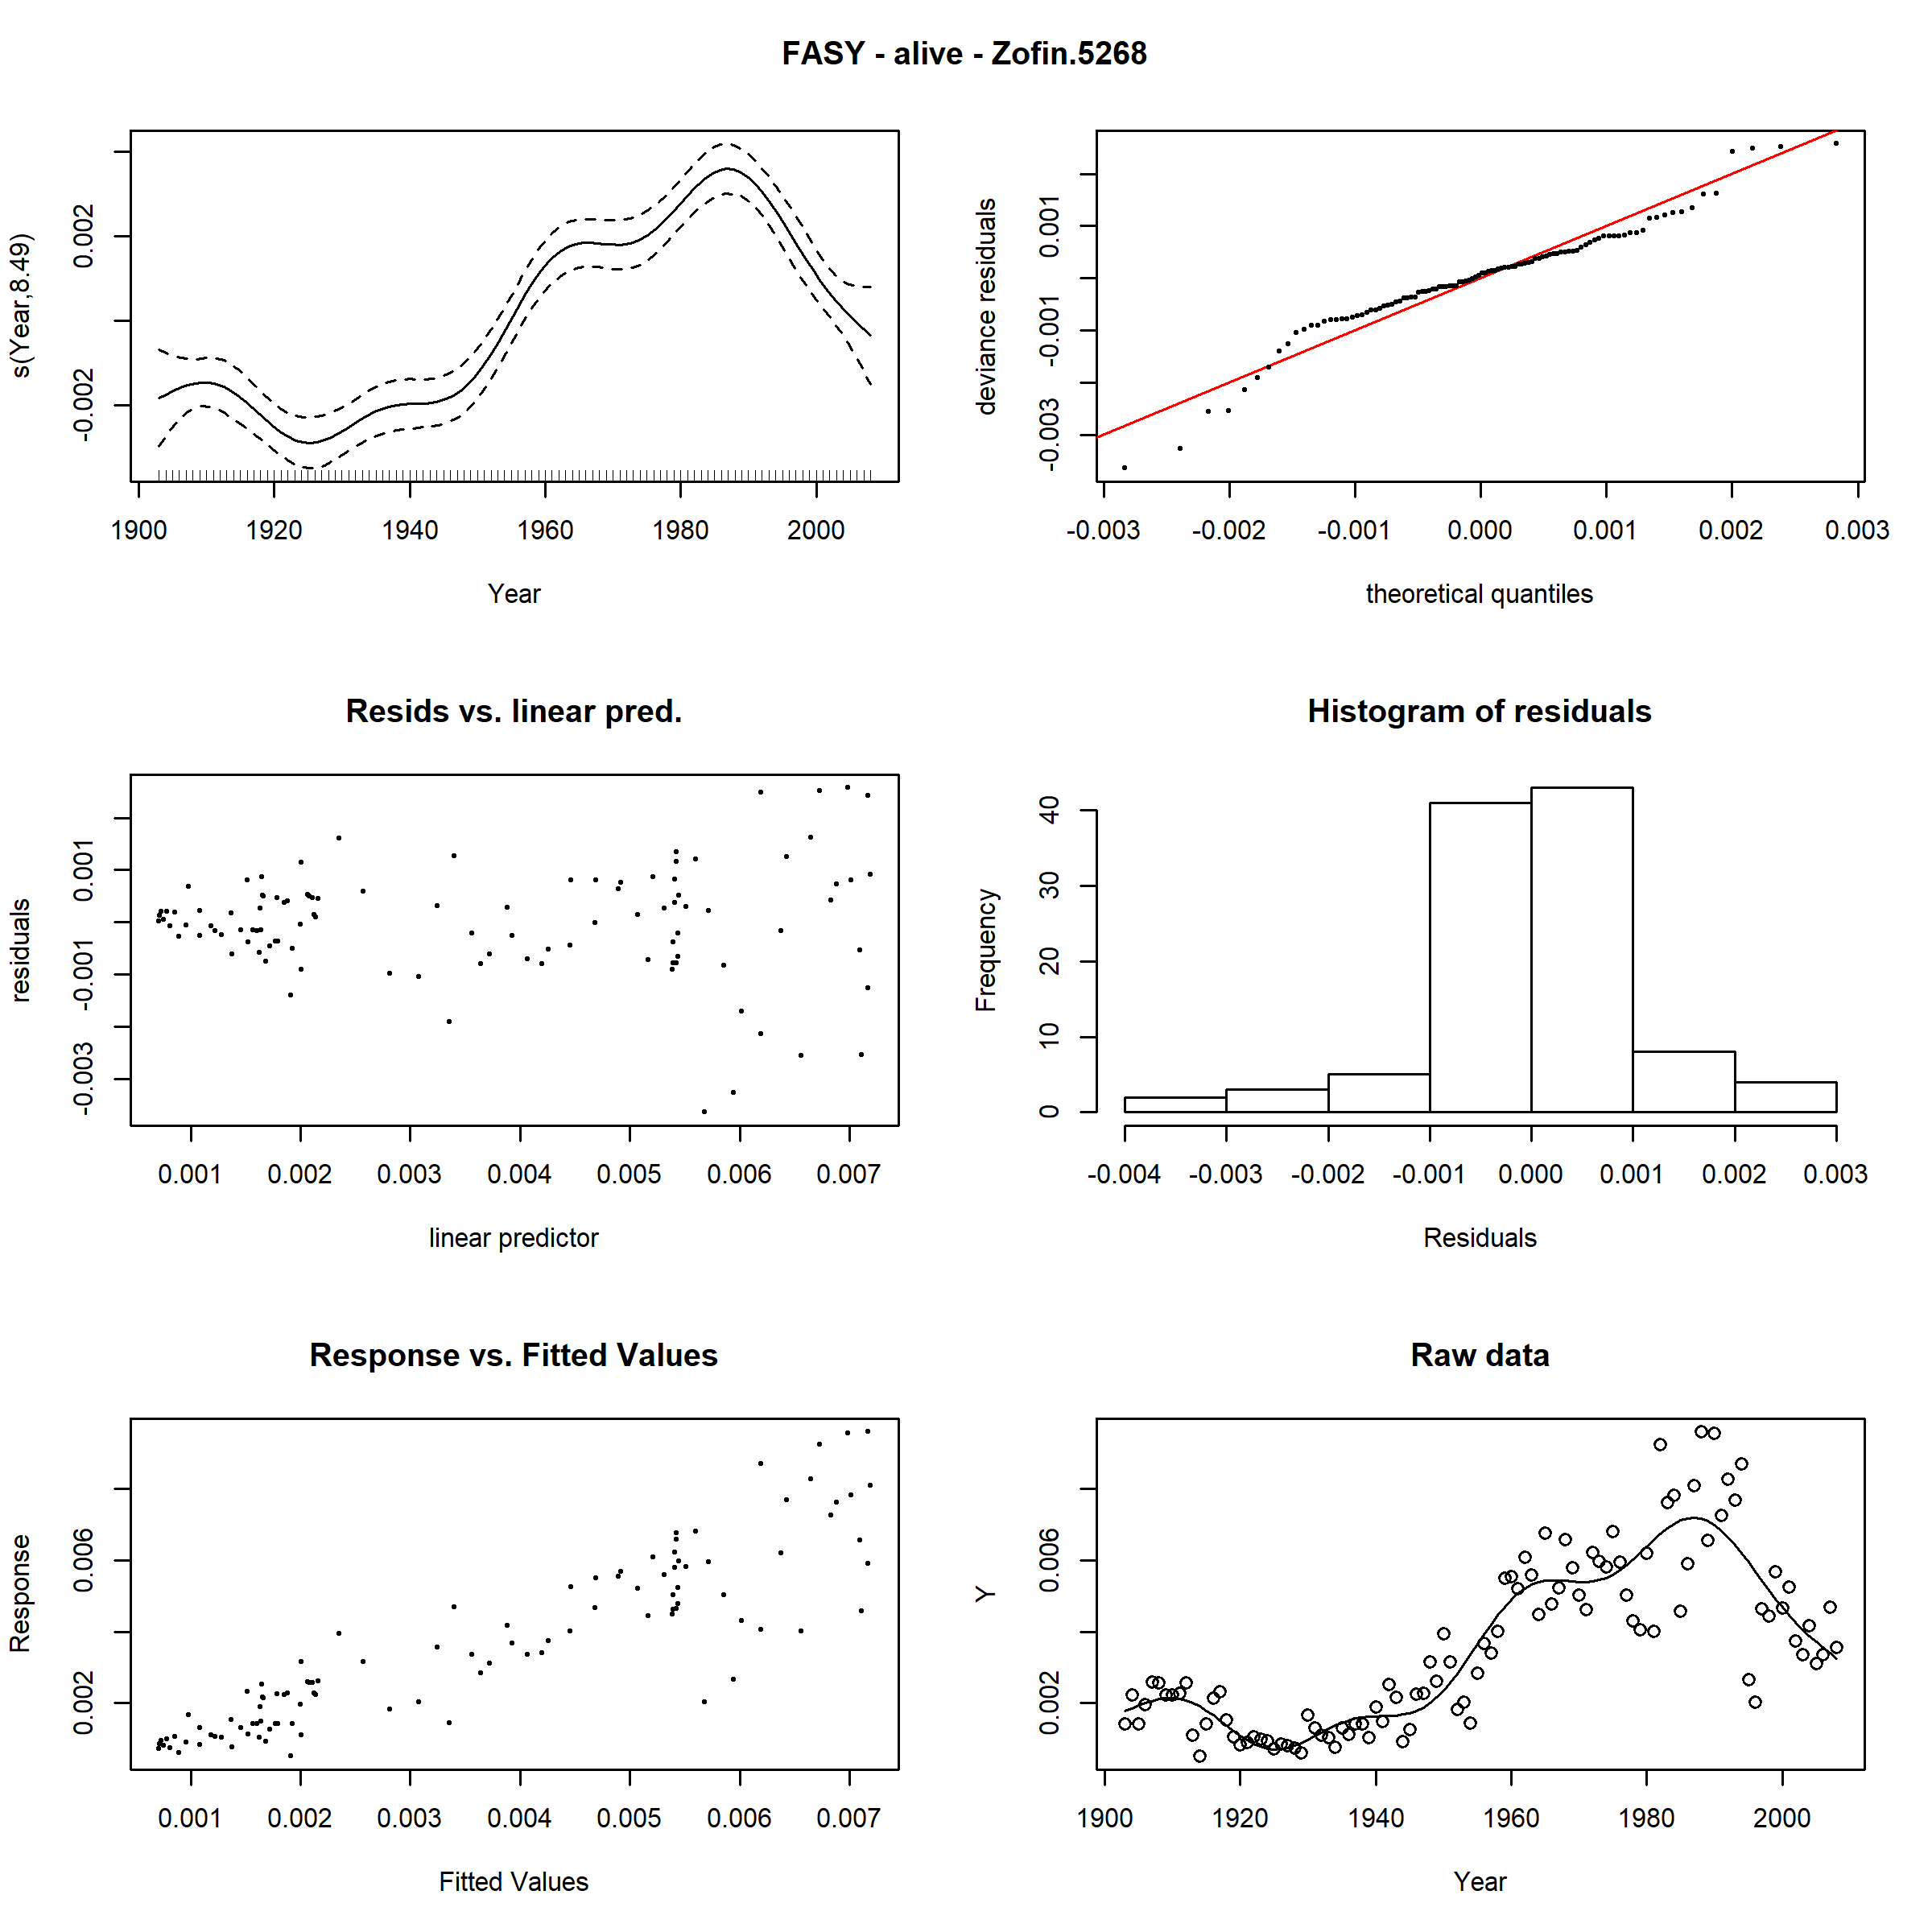 FASY - alive - Zofin.5268
s(Year,8.49)
0.002
-0.002
1900 1920 1940 1960 1980 2000
Year
deviance residuals
0.001
-0.001
-0.003
-0.003 -0.002 -0.001 0.000 0.001 0.002 0.003
theoretical quantiles
Resids vs. linear pred.
residuals
0.001
-0.001
-0.003
0.001 0.002 0.003 0.004 0.005 0.006 0.007
linear predictor
Histogram of residuals
Frequency
40
30
20
10
0
-0.004 -0.003 -0.002 -0.001 0.000 0.001 0.002 0.003
Residuals
Response vs. Fitted Values
Response
0.006
0.002
0.001 0.002 0.003 0.004 0.005 0.006 0.007
Fitted Values
Raw data
Y
0.006
0.002
1900 1920 1940 1960 1980 2000
Year